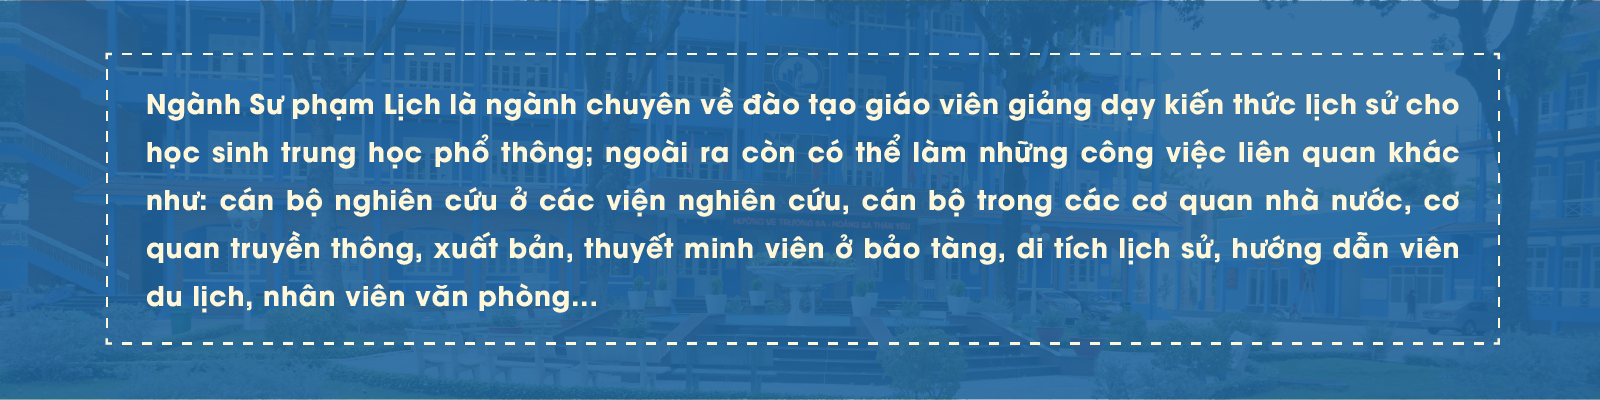 Ngành Sư phạm Lịch là ngành chuyên về đào tạo giáo viên giảng dạy kiến thức lịch sử cho
học sinh trung học phổ thông; ngoài ra còn có thể làm những công việc liên quan khác
như: cán bộ nghiên cứu ở các viện nghiên cứu, cán bộ trong các cơ quan nhà nước, cơ
quan truyền thông, xuất bản, thuyết minh viên ở bảo tàng, di tích lịch sử, hướng dẫn viên
du lịch, nhân viên văn phòng...